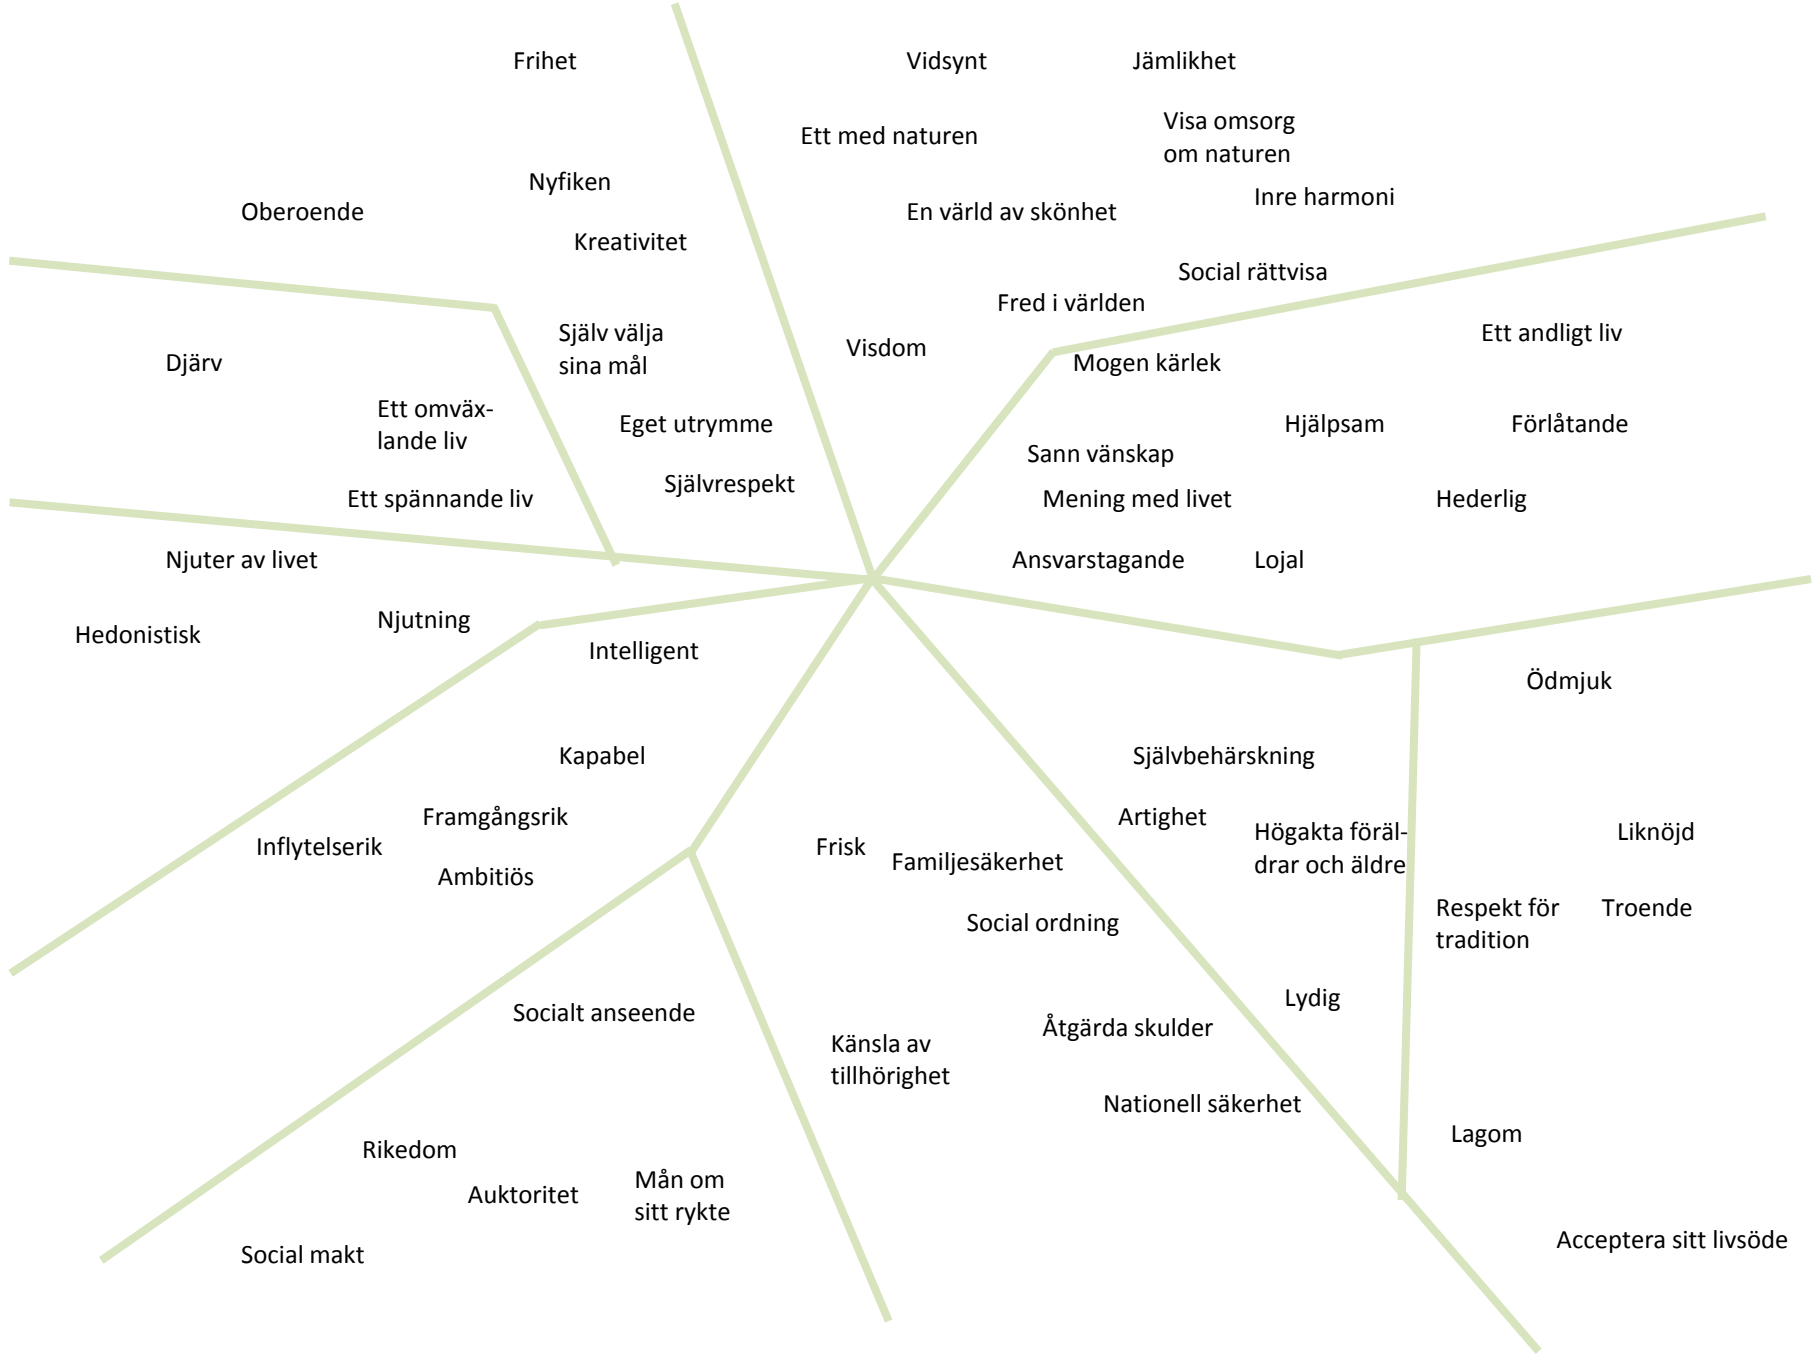 Frihet
Vidsynt
Jämlikhet
Ett med naturen
Visa omsorg
om naturen
Nyfiken
Inre harmoni
Oberoende
En värld av skönhet
Kreativitet
Social rättvisa
Fred i världen
Själv välja
sina mål
Visdom
Ett andligt liv
Djärv
Mogen kärlek
Ett omväx-
lande liv
Eget utrymme
Hjälpsam
Förlåtande
Sann vänskap
Självrespekt
Ett spännande liv
Mening med livet
Hederlig
Njuter av livet
Ansvarstagande
Lojal
Njutning
Hedonistisk
Intelligent
Ödmjuk
Kapabel
Självbehärskning
Framgångsrik
Artighet
Inflytelserik
Frisk
Familjesäkerhet
Högakta föräl-
drar och äldre
Liknöjd
Ambitiös
Respekt för
tradition
Troende
Social ordning
Lydig
Socialt anseende
Åtgärda skulder
Känsla av
tillhörighet
Nationell säkerhet
Lagom
Rikedom
Auktoritet
Mån om
sitt rykte
Acceptera sitt livsöde
Social makt